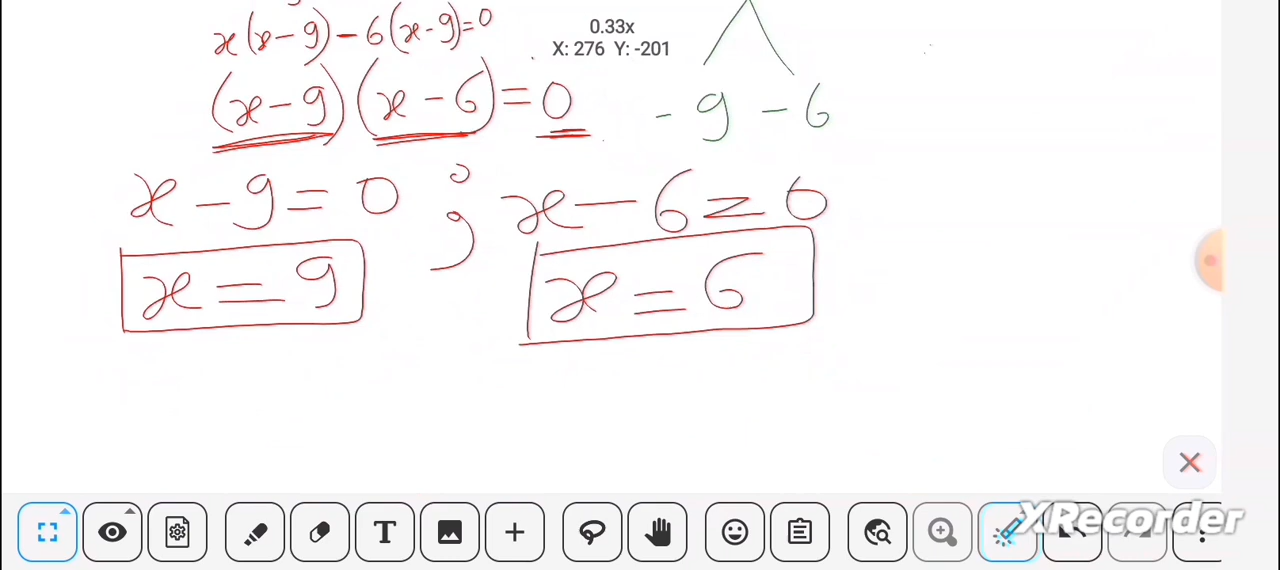 x(x-9)-6(x-9)=0
0.33x
X: 276 Y: -201
(x-9)(x-6)=0
-9 -6
x-9=0 ; x-6=0
x=9 x=6
T
XRecorder